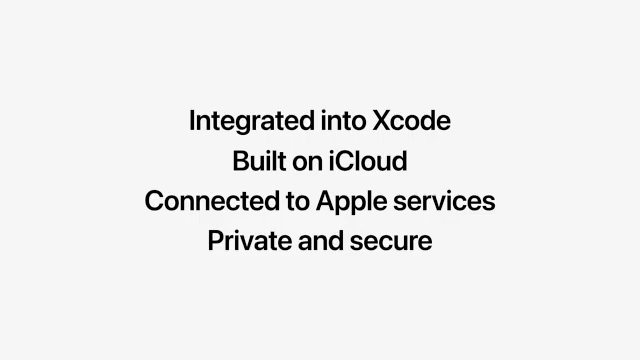 Integrated into Xcode
Built on iCloud
Connected to Apple services
Private and secure